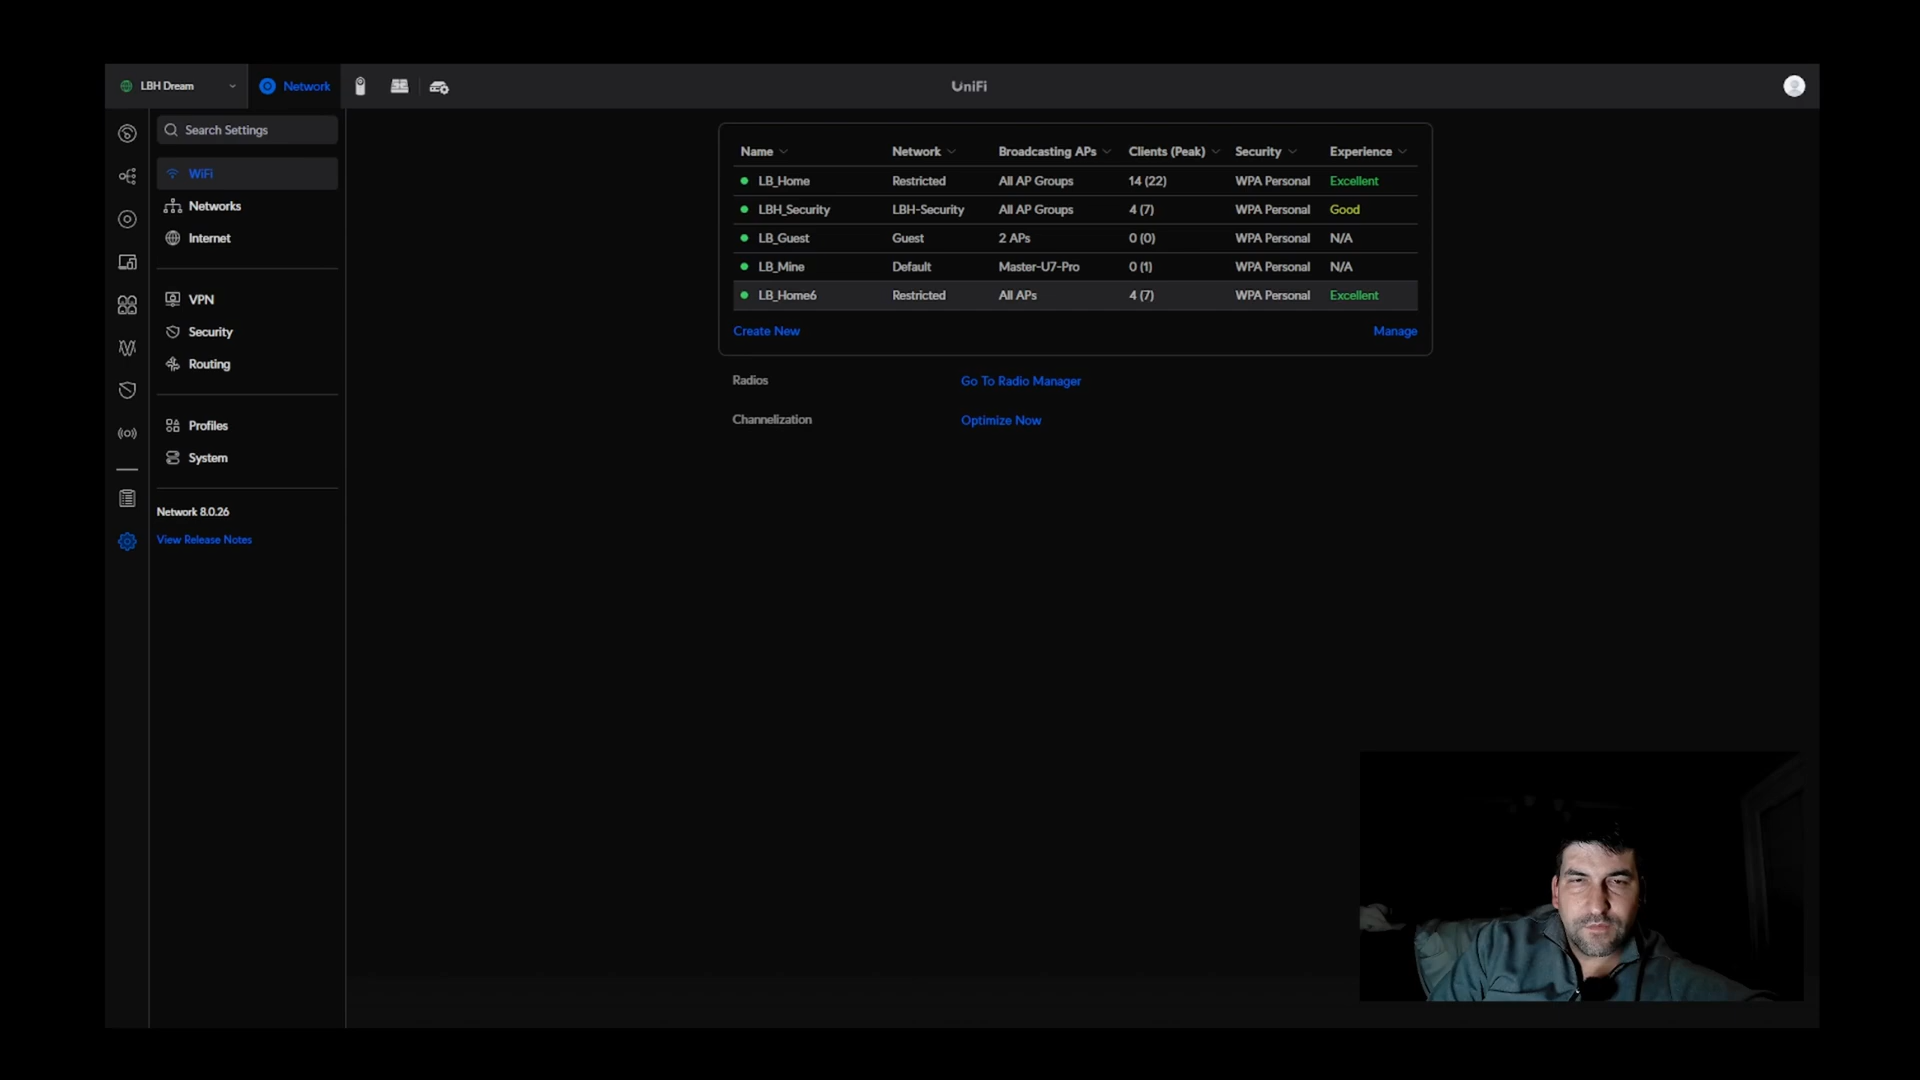 LBH Dream Network UniFi
Search Settings
WiFi
Networks
Internet
VPN
Security
Routing
Profiles
System
Network 8.0.26
View Release Notes
Name Network Broadcasting APs Clients (Peak) Security Experience
LB_Home Restricted All AP Groups 14 (22) WPA Personal Excellent
LBH_Security LBH-Security All AP Groups 4 (7) WPA Personal Good
LB_Guest Guest 2 APs 0 (0) WPA Personal N/A
LB_Mine Default Master-U7-Pro 0 (1) WPA Personal N/A
LB_Home6 Restricted All APs 4 (7) WPA Personal Excellent
Create New Manage
Radios Go To Radio Manager
Channelization Optimize Now